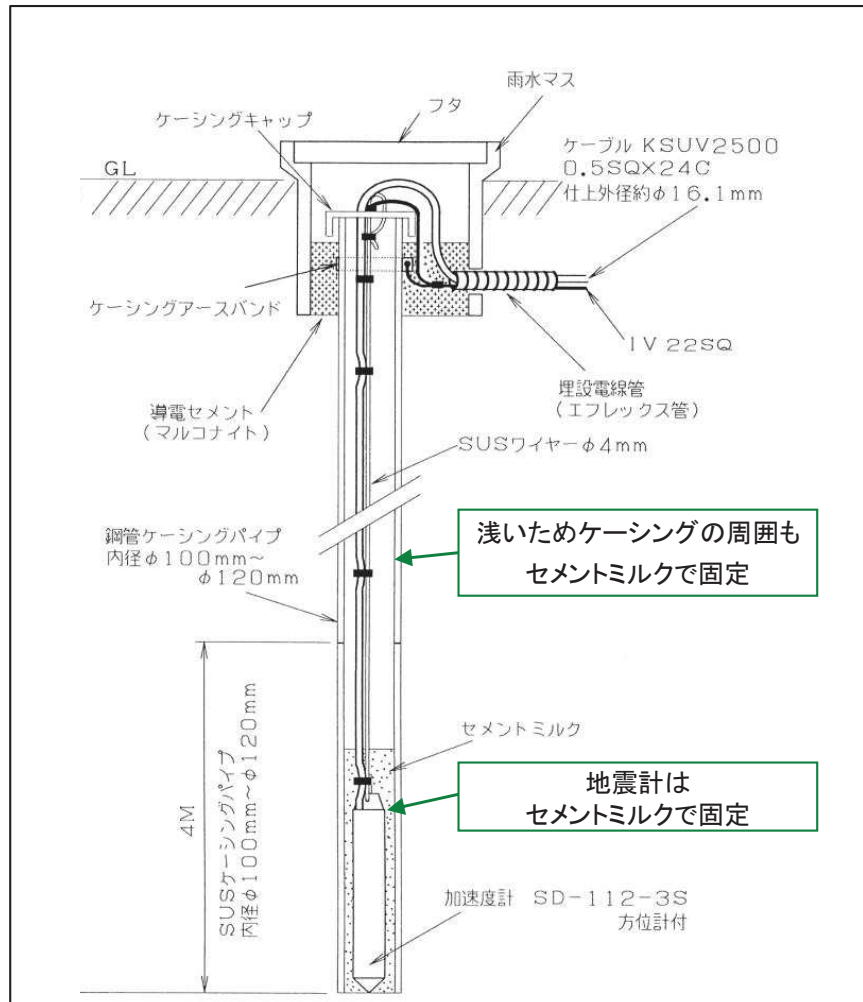 雨水マス
フタ
ケーシングキャップ
ケーブル KSUV2500
0.5SQ×24C
仕上外径約φ16.1mm
GL
ケーシングアースバンド
IV 22SQ
埋設電線管
(エフレックス管)
導電セメント
(マルコナイト)
SUSワイヤーφ4mm
鋼管ケーシングパイプ
内径φ100mm～
φ120mm
浅いためケーシングの周囲も
セメントミルクで固定
セメントミルク
地震計は
セメントミルクで固定
4M
SUSケーシングパイプ
内径φ100mm～φ120mm
加速度計 SD-112-3S
方位計付